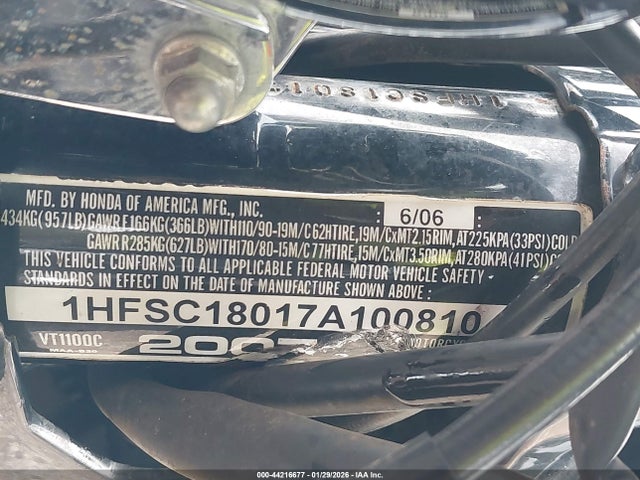 1HFSC1801
MFD. BY HONDA OF AMERICA MFG., INC. 6/06
434KG(957LB)GAWR F166KG(366LB)WITH110/90-19M/C 62HTIRE,19M/CxMT2.15RIM,AT225KPA(33PSI)COLD
GAWR R285KG(627LB)WITH170/80-15M/C 77HTIRE,15M/CxMT3.50RIM,AT280KPA(41PSI)
THIS VEHICLE CONFORMS TO ALL APPLICABLE FEDERAL MOTOR VEHICLE SAFETY
STANDARDS IN EFFECT ON THE DATE OF MANUFACTURE SHOWN ABOVE.
1HFSC18017A100810
VT1100C 2007
000-44216677 - 01/29/2026 - IAA Inc.